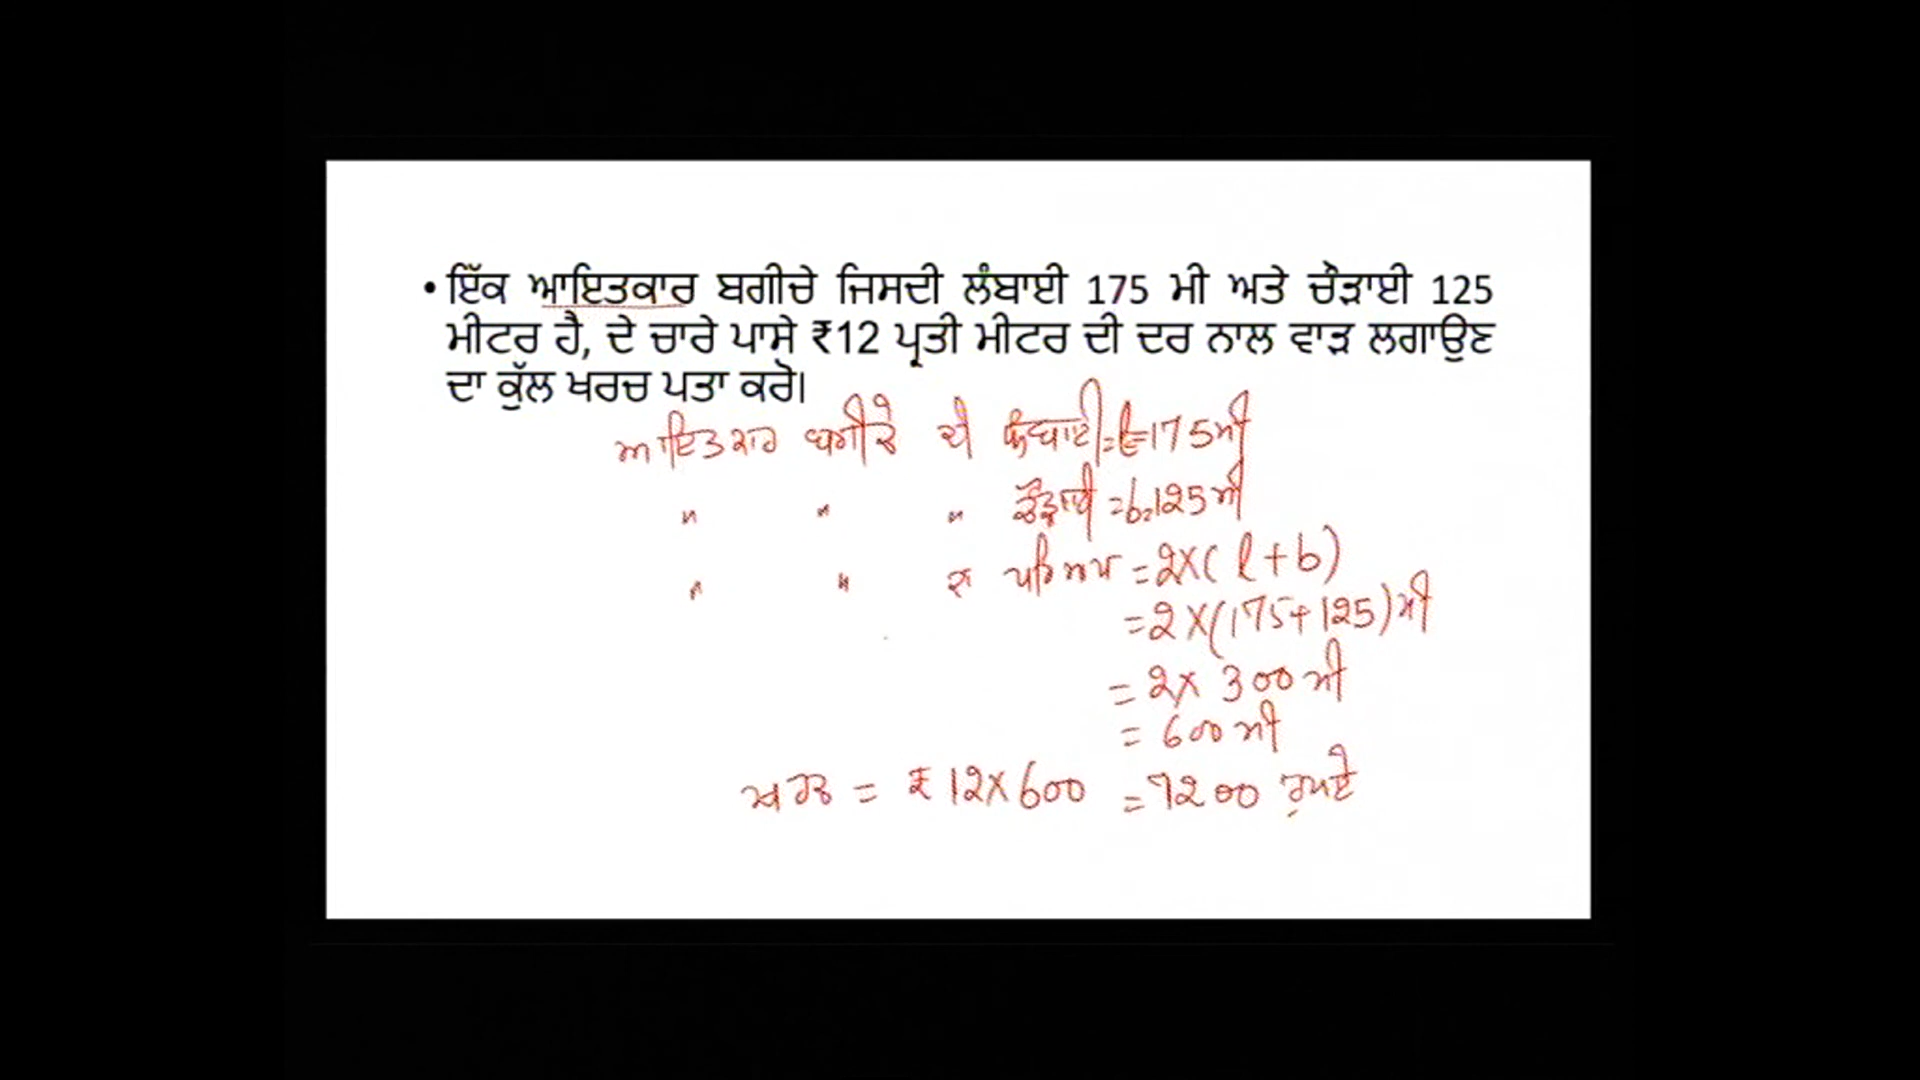 • ਇੱਕ ਆਇਤਕਾਰ ਬਗੀਚੇ ਜਿਸਦੀ ਲੰਬਾਈ 175 ਮੀ ਅਤੇ ਚੌੜਾਈ 125
ਮੀਟਰ ਹੈ, ਦੇ ਚਾਰੇ ਪਾਸੇ ₹12 ਪ੍ਰਤੀ ਮੀਟਰ ਦੀ ਦਰ ਨਾਲ ਵਾੜ ਲਗਾਉਣ
ਦਾ ਕੁੱਲ ਖਰਚ ਪਤਾ ਕਰੋ।
ਆਇਤਕਾਰ ਬਗੀਚੇ ਦੀ ਲੰਬਾਈ = l = 175 ਮੀ
" " " ਚੌੜਾਈ = b = 125 ਮੀ
" " ਦਾ ਪਰਿਮਾਪ = 2×( l + b )
= 2×(175+125) ਮੀ
= 2× 300 ਮੀ
= 600 ਮੀ
ਖਰਚ = ₹ 12×600 = 7200 ਰੁਪਏ